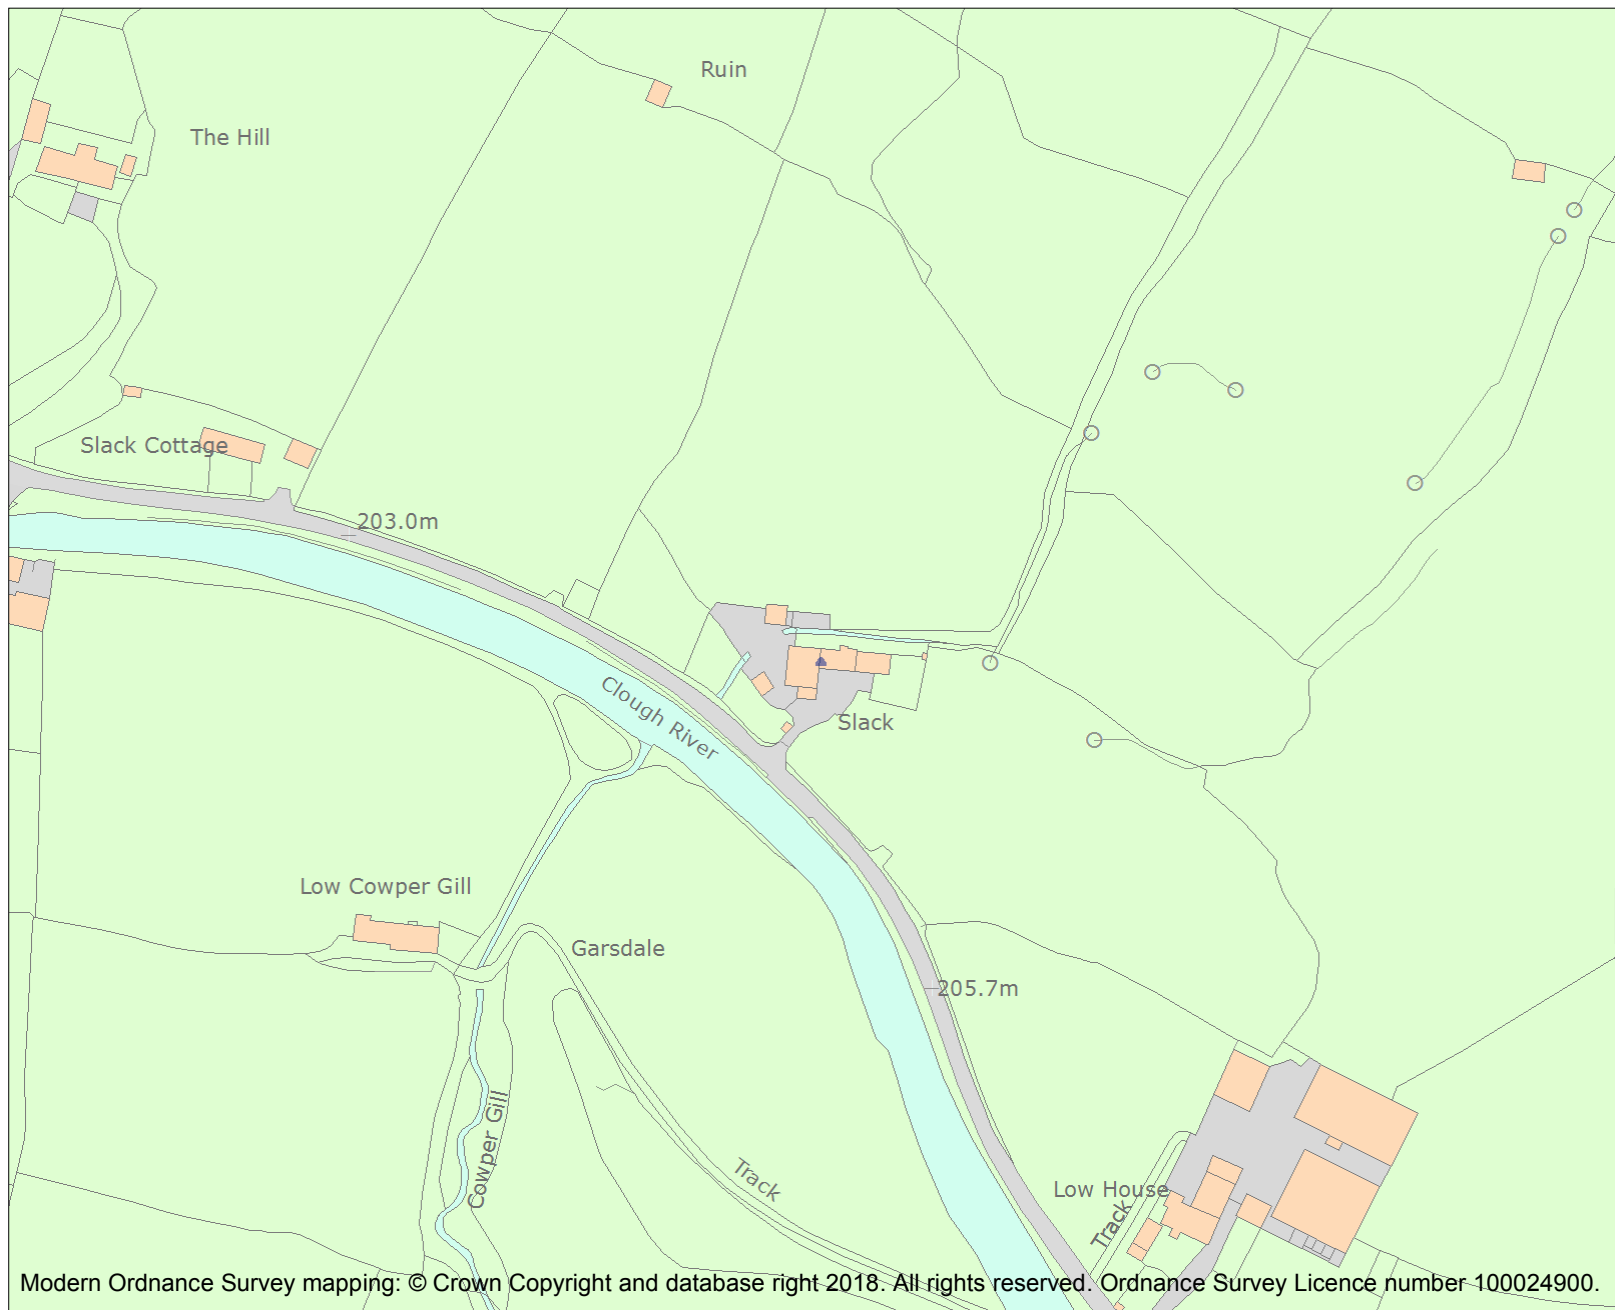 Ruin
The Hill
Slack Cottage
203.0m
Clough River
Slack
Low Cowper Gill
Garsdale
205.7m
Cowper Gill
Track
Low House
Track
Modern Ordnance Survey mapping: © Crown Copyright and database right 2018. All rights reserved. Ordnance Survey Licence number 100024900.